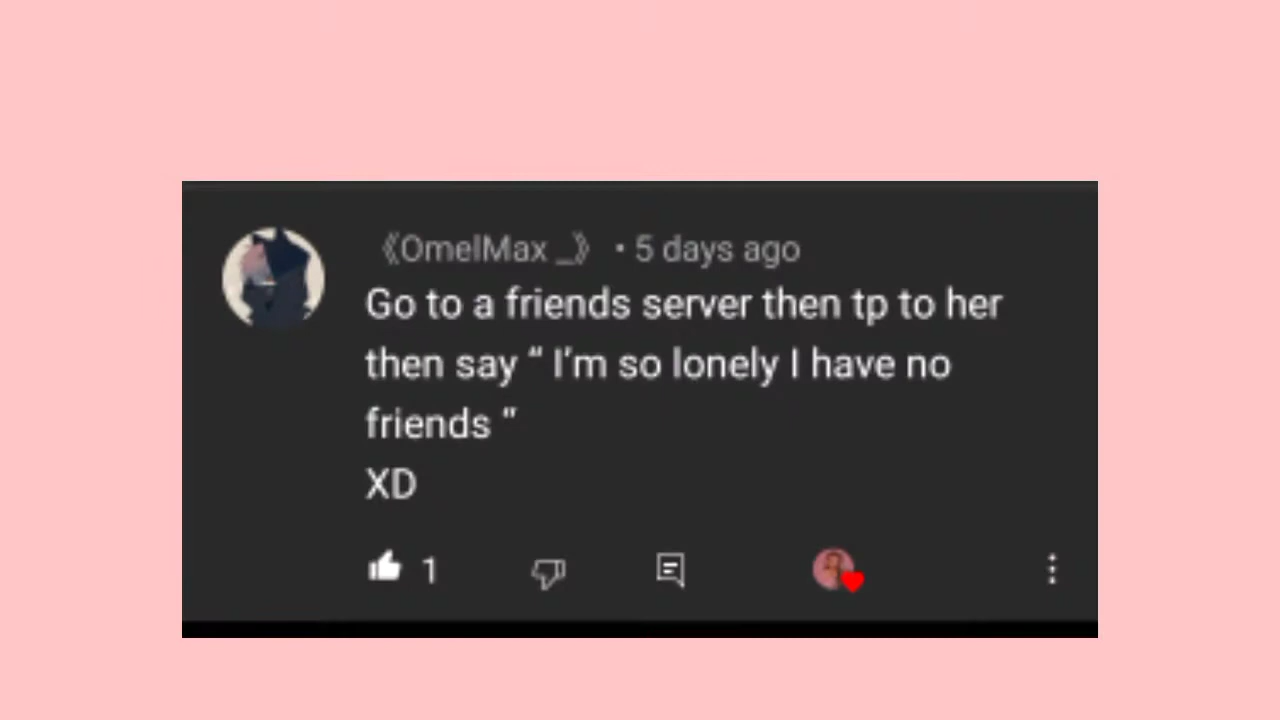 《OmelMax _》 • 5 days ago
Go to a friends server then tp to her
then say “ I'm so lonely I have no
friends “
XD
1